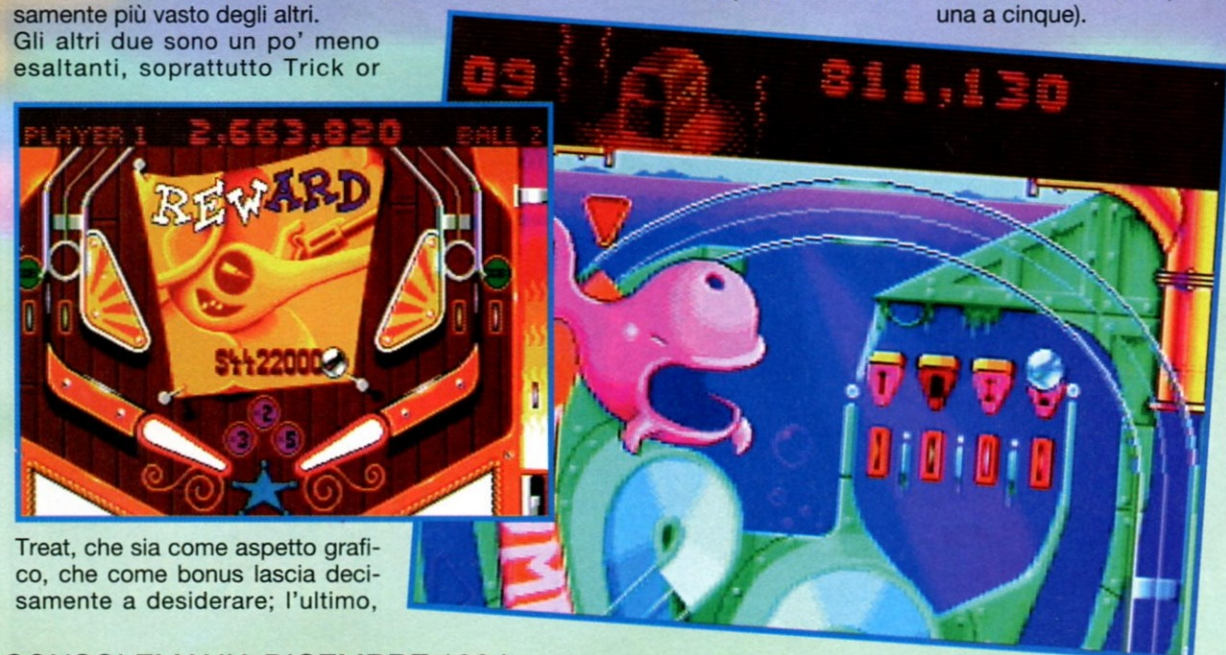 samente più vasto degli altri.
Gli altri due sono un po' meno
esaltanti, soprattutto Trick or
una a cinque).
09 811,130
PLAYER 1 2,663,820 BALL 2
REWARD
$4422000
-2
-3 -5
Treat, che sia come aspetto grafi-
co, che come bonus lascia deci-
samente a desiderare; l'ultimo,